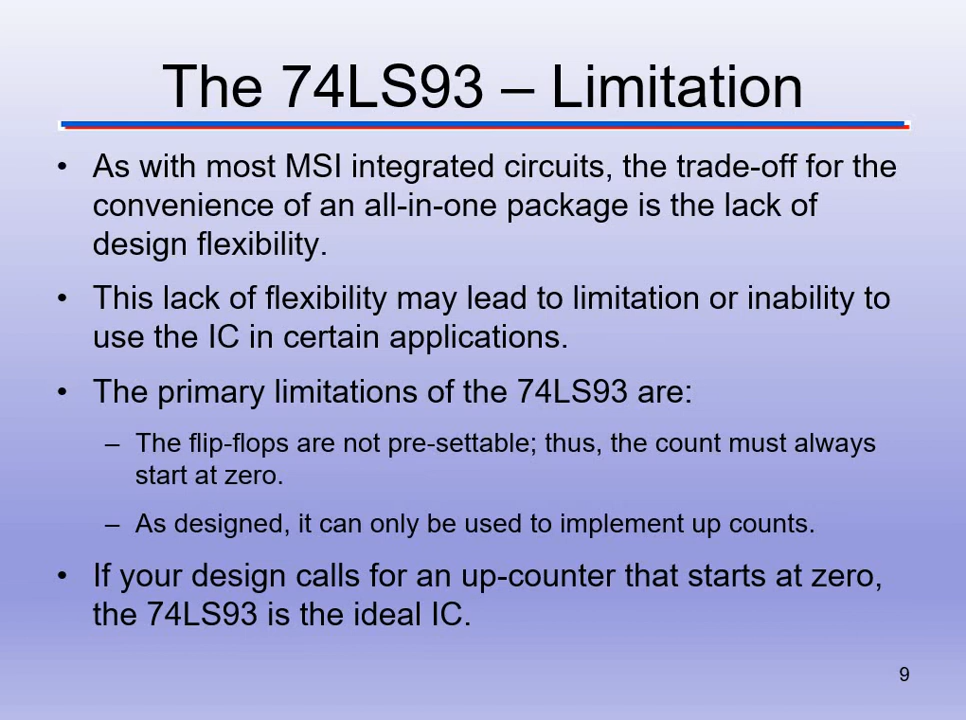 The 74LS93 – Limitation
• As with most MSI integrated circuits, the trade-off for the
convenience of an all-in-one package is the lack of
design flexibility.
• This lack of flexibility may lead to limitation or inability to
use the IC in certain applications.
• The primary limitations of the 74LS93 are:
– The flip-flops are not pre-settable; thus, the count must always
start at zero.
– As designed, it can only be used to implement up counts.
• If your design calls for an up-counter that starts at zero,
the 74LS93 is the ideal IC.
9